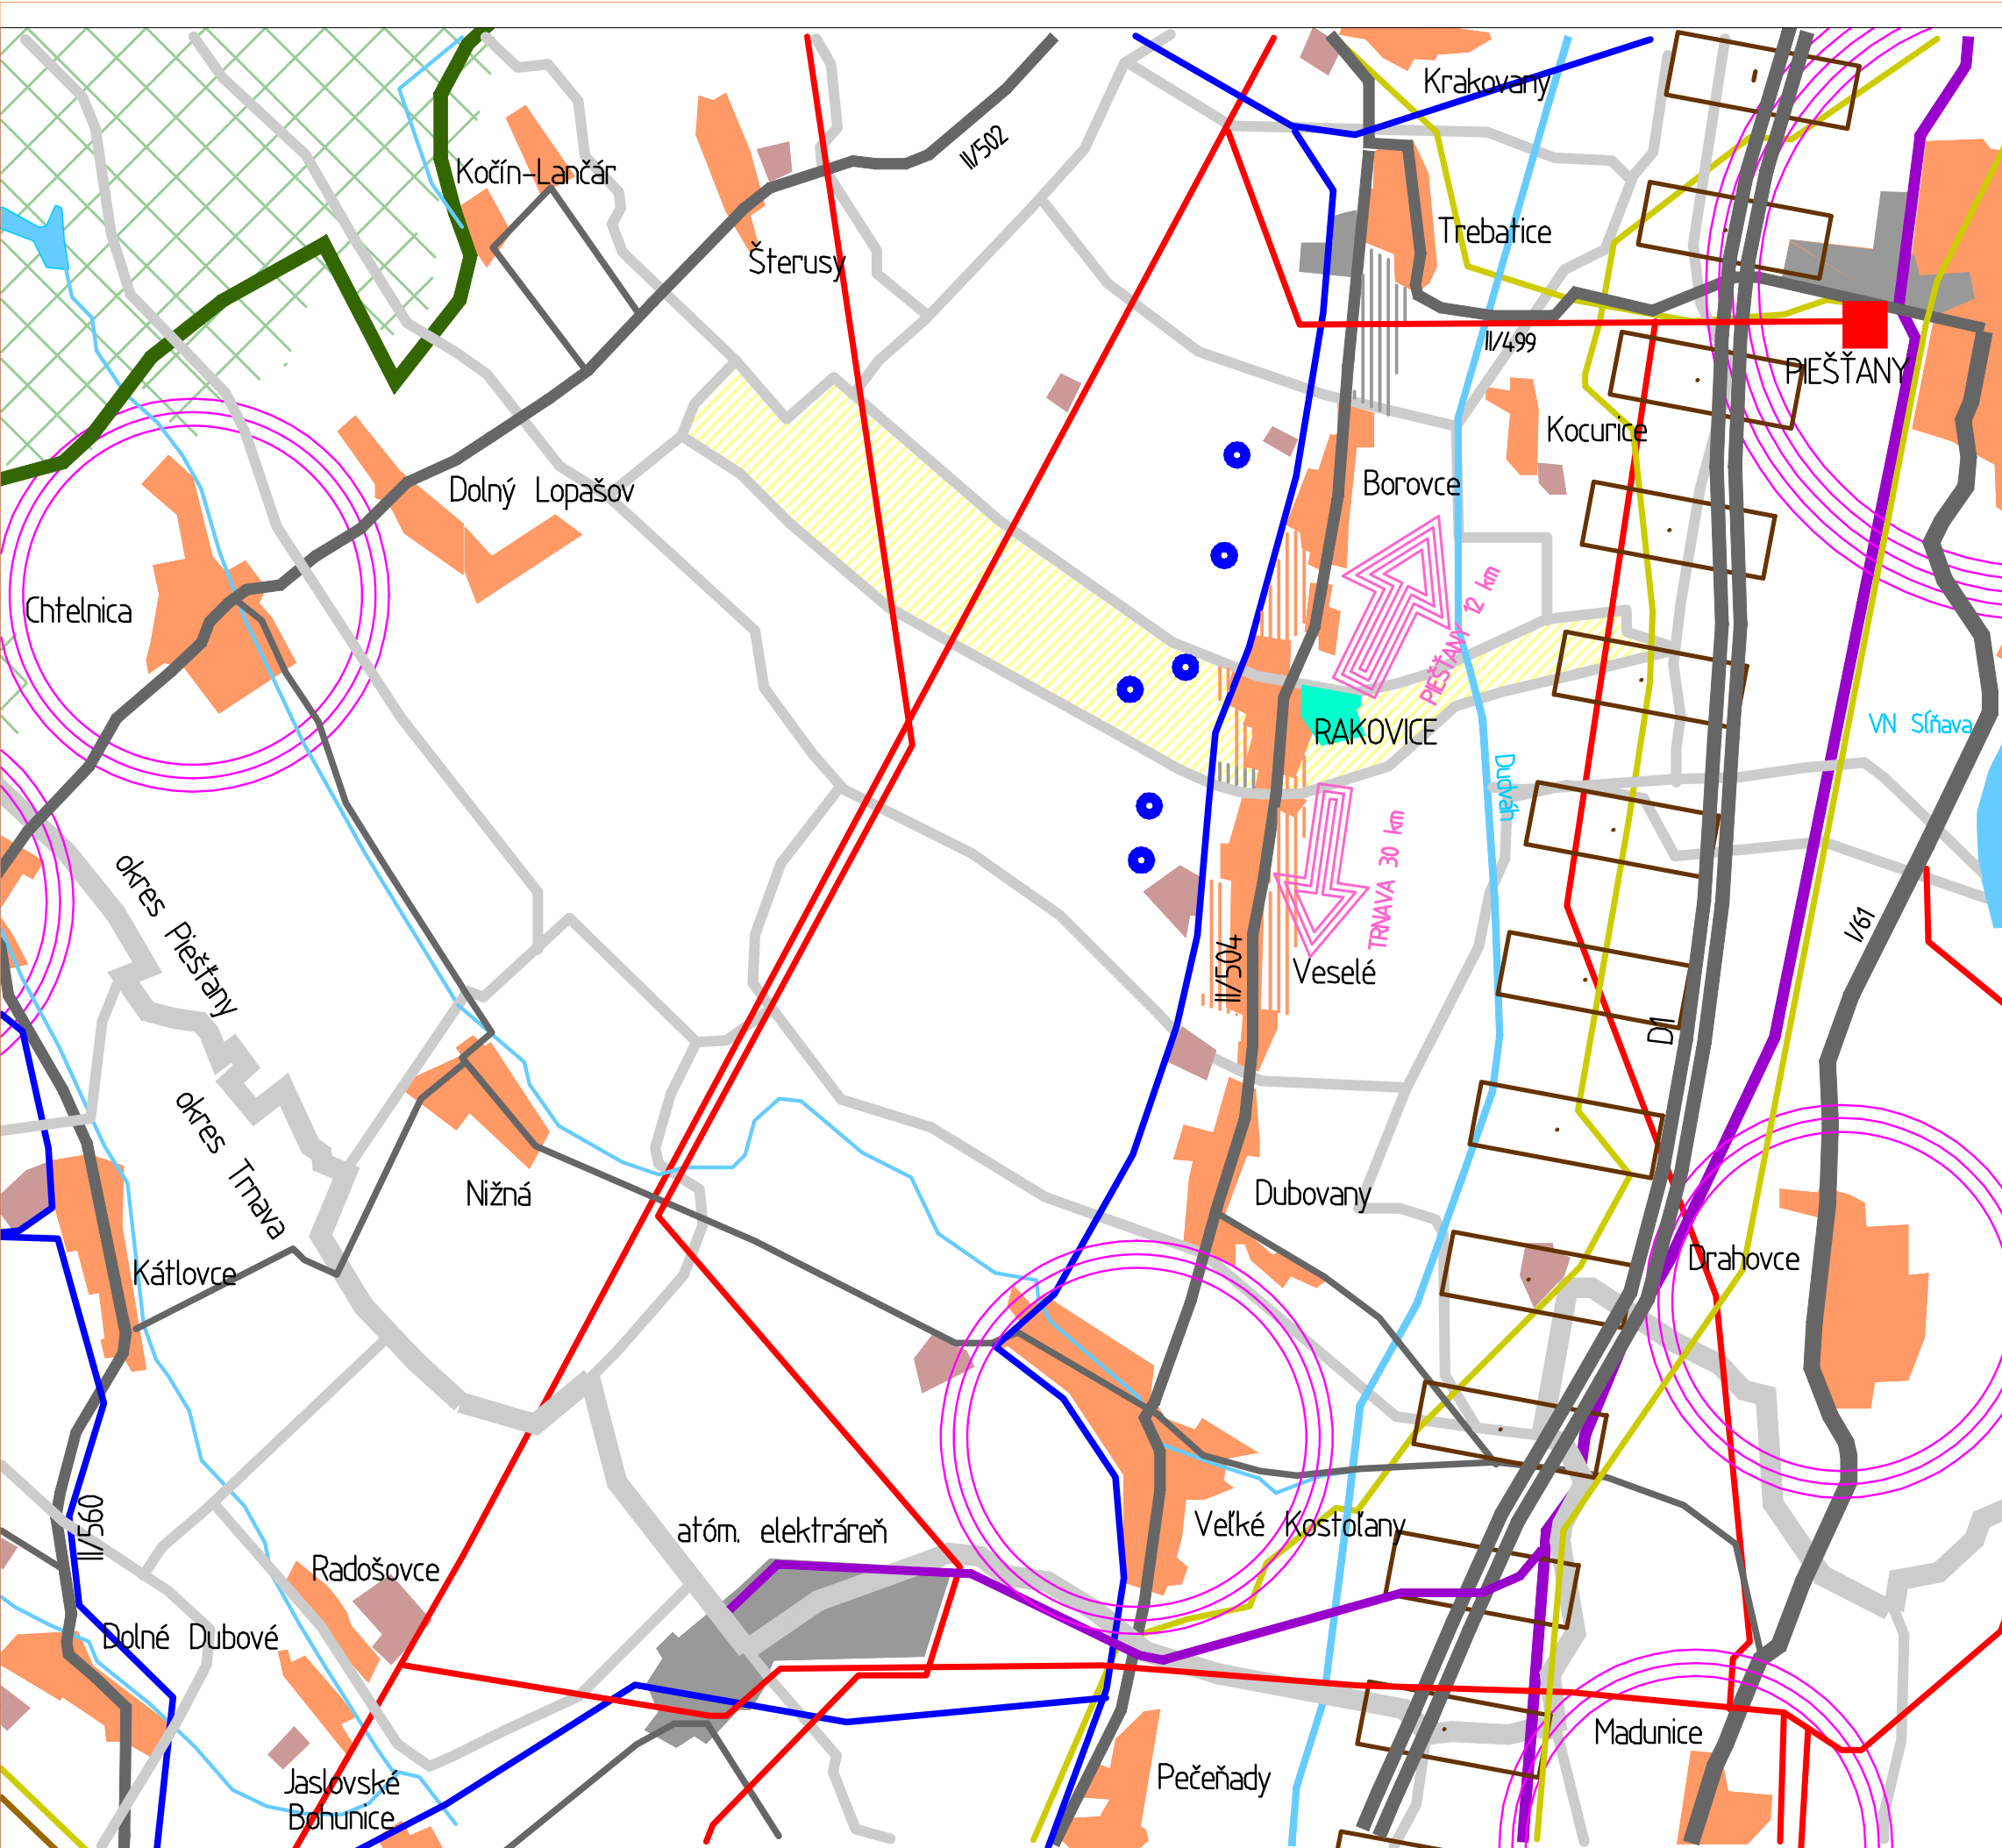 Krakovany
II/502
Kočín-Lančár
Trebatice
Šterusy
II/499
PIEŠŤANY
Kocurice
Borovce
Dolný Lopašov
Chtelnica
PIEŠŤANY 12 km
VN Sĺňava
RAKOVICE
Dudváh
TRNAVA 30 km
okres Piešťany
I/61
II/504
Veselé
D1
okres Trnava
Nižná
Dubovany
Drahovce
Kátlovce
II/560
atóm. elektráreň
Veľké Kostoľany
Radošovce
Dolné Dubové
Madunice
Pečeňady
Jaslovské
Bohunice